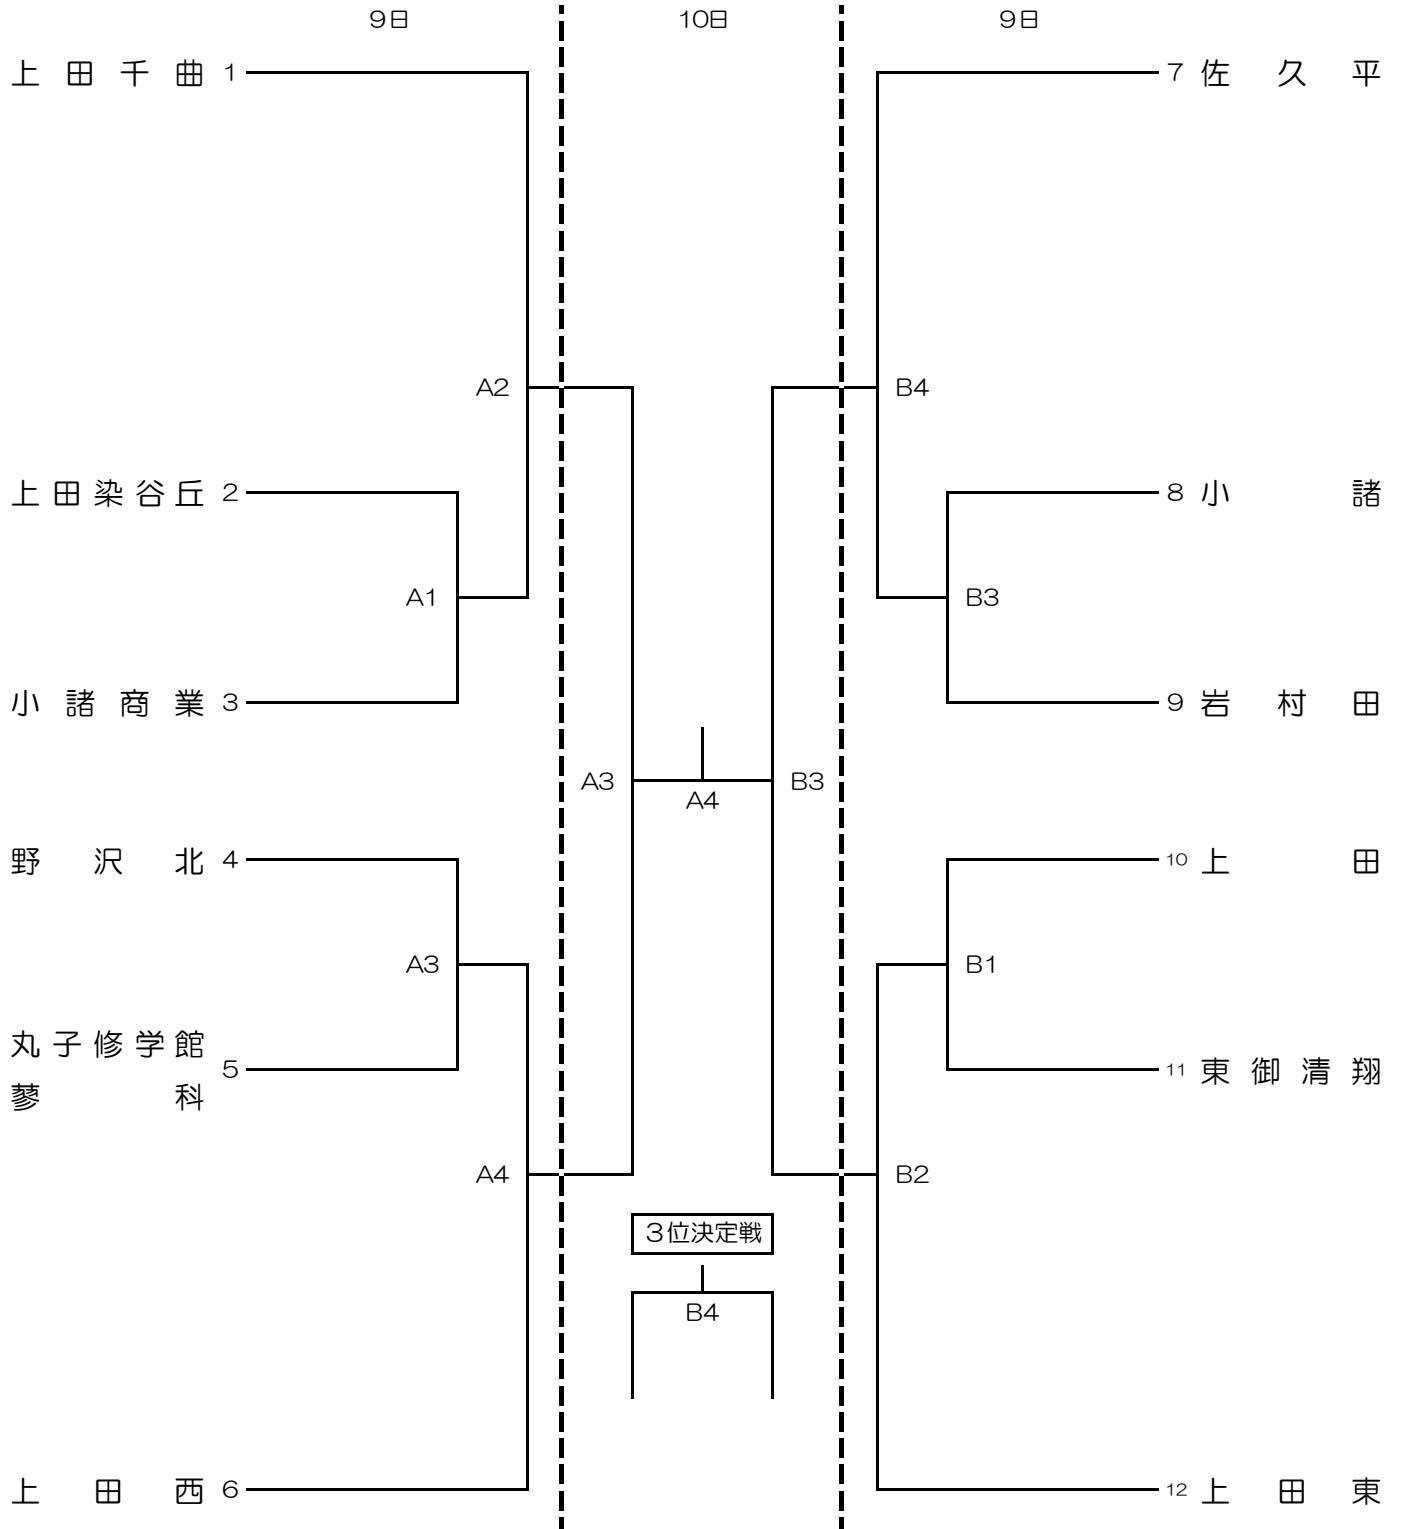 9日 10日 9日
上田千曲 1
7 佐久平
A2
B4
上田染谷丘 2
8 小諸
A1
B3
小諸商業 3
9 岩村田
A3
B3
A4
野沢北 4
10 上田
A3
B1
丸子修学館
5
蓼科
11 東御清翔
A4
B2
3位決定戦
B4
上田西 6
12 上田東